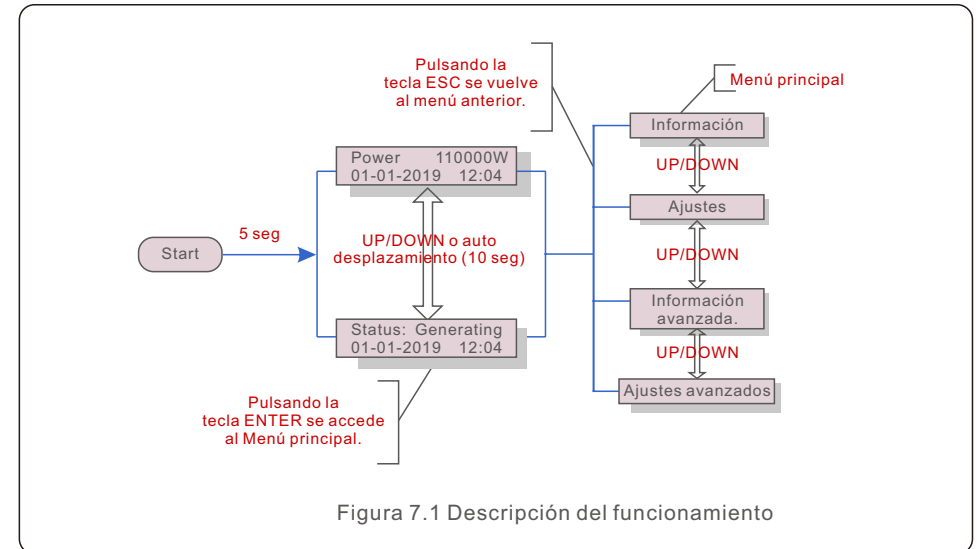 Pulsando la
tecla ESC se vuelve
al menú anterior.
Menú principal
Información
UP/DOWN
Ajustes
UP/DOWN
Información
avanzada.
UP/DOWN
Ajustes avanzados
Power 110000W
01-01-2019 12:04
5 seg
Start
UP/DOWN o auto
desplazamiento (10 seg)
Status: Generating
01-01-2019 12:04
Pulsando la
tecla ENTER se accede
al Menú principal.
Figura 7.1 Descripción del funcionamiento